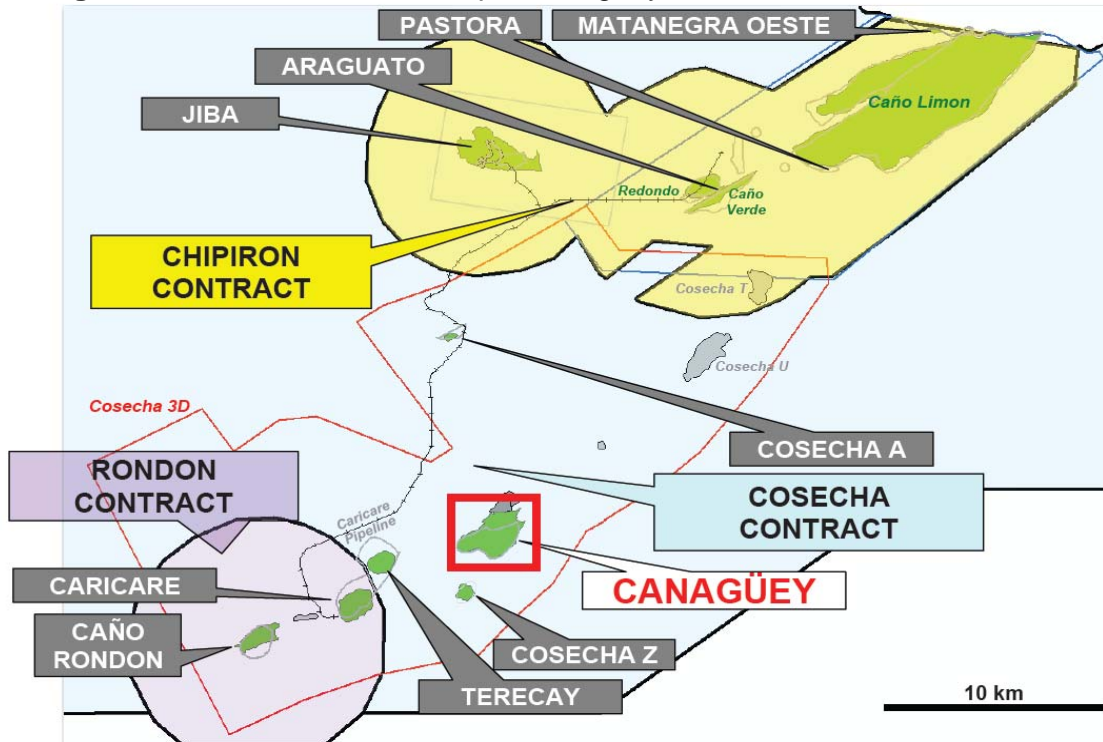 PASTORA
MATANEGRA OESTE
ARAGUATO
JIBA
Caño Limon
Redondo
Caño
Verde
CHIPIRON
CONTRACT
Cosecha T
Cosecha U
Cosecha 3D
COSECHA A
RONDON
CONTRACT
COSECHA
CONTRACT
Caricare
Pipeline
CARICARE
CANAGÜEY
CAÑO
RONDON
COSECHA Z
TERECAY
10 km